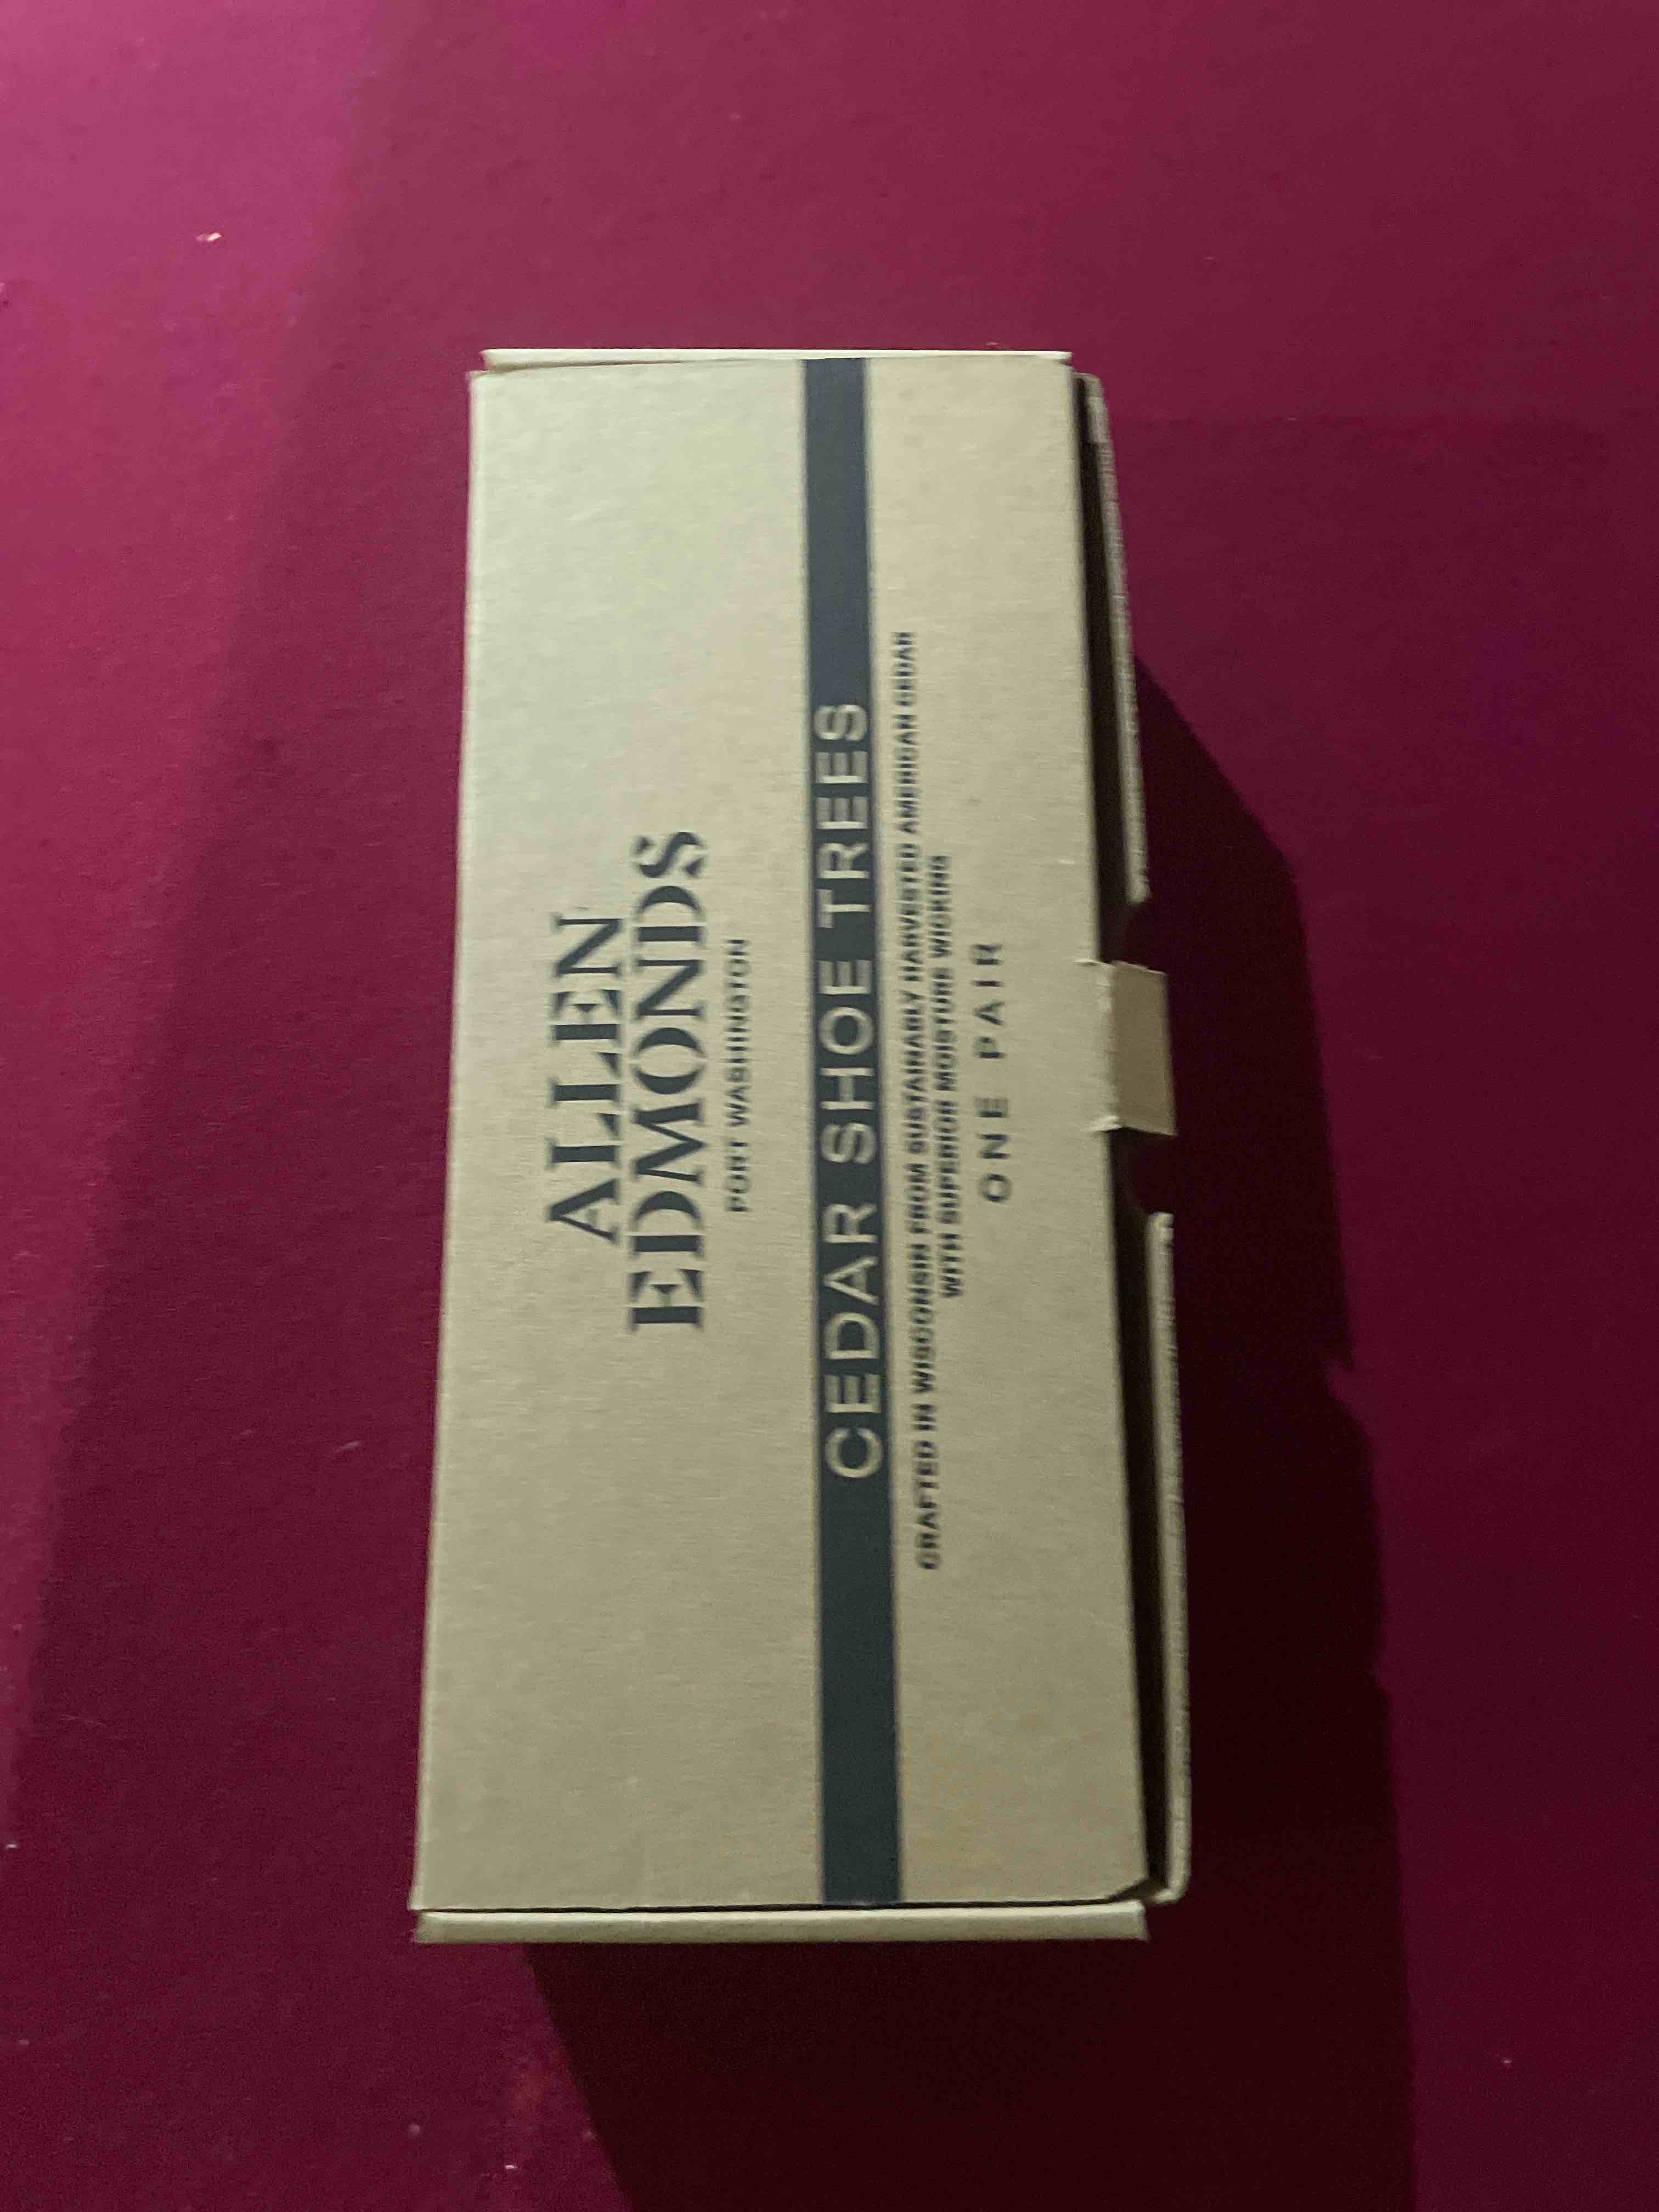 ALLEN
EDMONDS
PORT WASHINGTON
CEDAR SHOE TREES
CRAFTED IN WISCONSIN FROM SUSTAINABLY HARVESTED AMERICAN CEDAR
WITH SUPERIOR MOISTURE WICKING
ONE PAIR